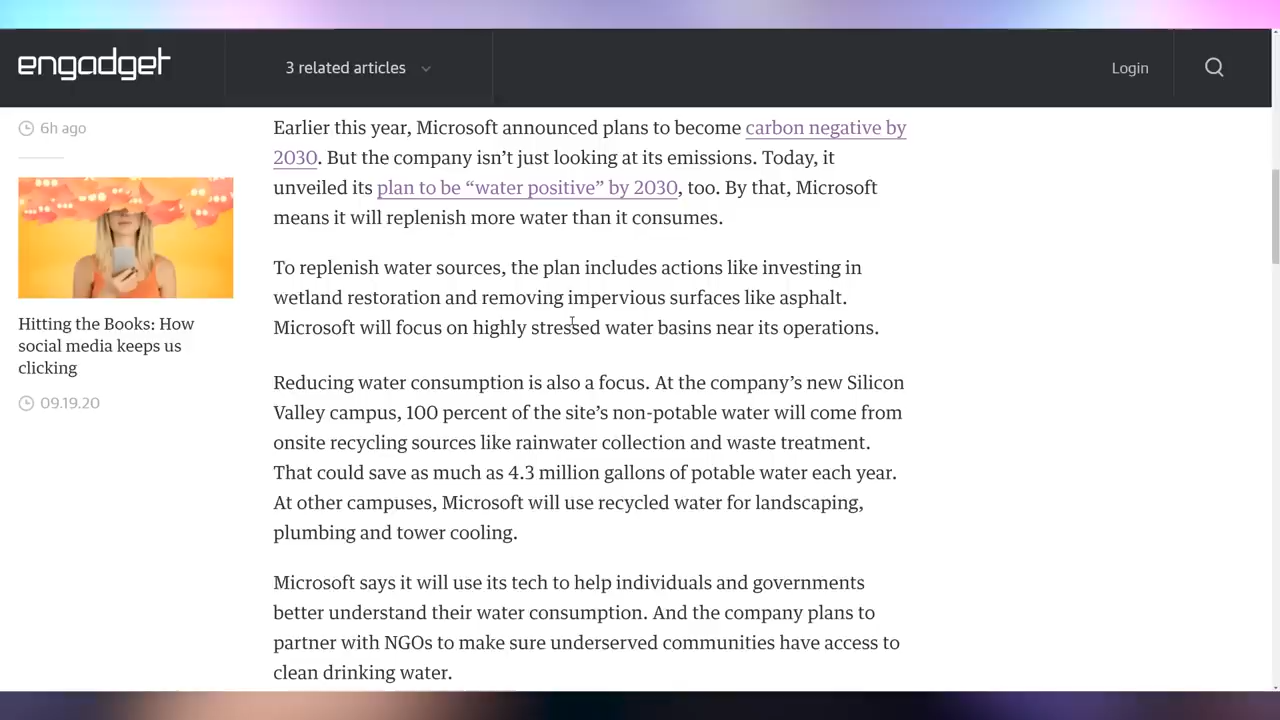 engadget
3 related articles
Login
6h ago
Hitting the Books: How
social media keeps us
clicking
09.19.20
Earlier this year, Microsoft announced plans to become carbon negative by
2030. But the company isn’t just looking at its emissions. Today, it
unveiled its plan to be “water positive” by 2030, too. By that, Microsoft
means it will replenish more water than it consumes.
To replenish water sources, the plan includes actions like investing in
wetland restoration and removing impervious surfaces like asphalt.
Microsoft will focus on highly stressed water basins near its operations.
Reducing water consumption is also a focus. At the company’s new Silicon
Valley campus, 100 percent of the site’s non-potable water will come from
onsite recycling sources like rainwater collection and waste treatment.
That could save as much as 4.3 million gallons of potable water each year.
At other campuses, Microsoft will use recycled water for landscaping,
plumbing and tower cooling.
Microsoft says it will use its tech to help individuals and governments
better understand their water consumption. And the company plans to
partner with NGOs to make sure underserved communities have access to
clean drinking water.